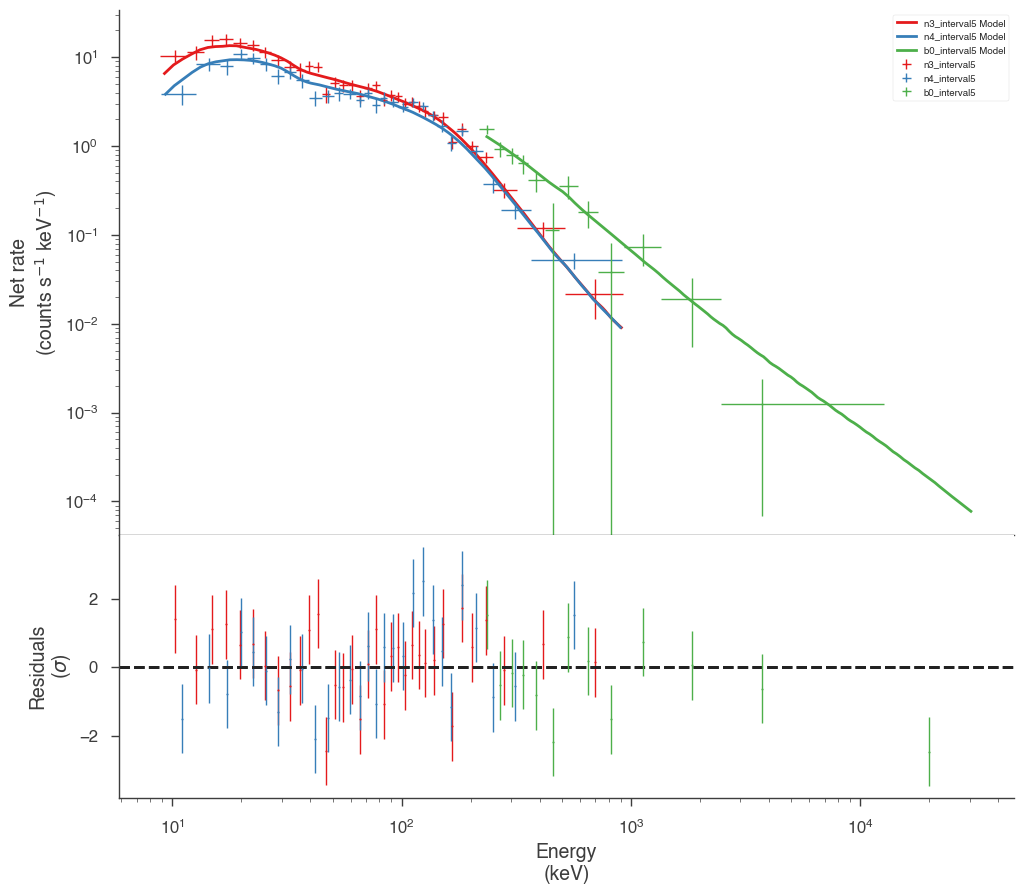 n3_interval5 Model
n4_interval5 Model
b0_interval5 Model
n3_interval5
n4_interval5
b0_interval5
10¹
10⁰
10⁻¹
10⁻²
10⁻³
10⁻⁴
Net rate
(counts s⁻¹ keV⁻¹)
2
0
−2
Residuals
(σ)
10¹ 10² 10³ 10⁴
Energy
(keV)